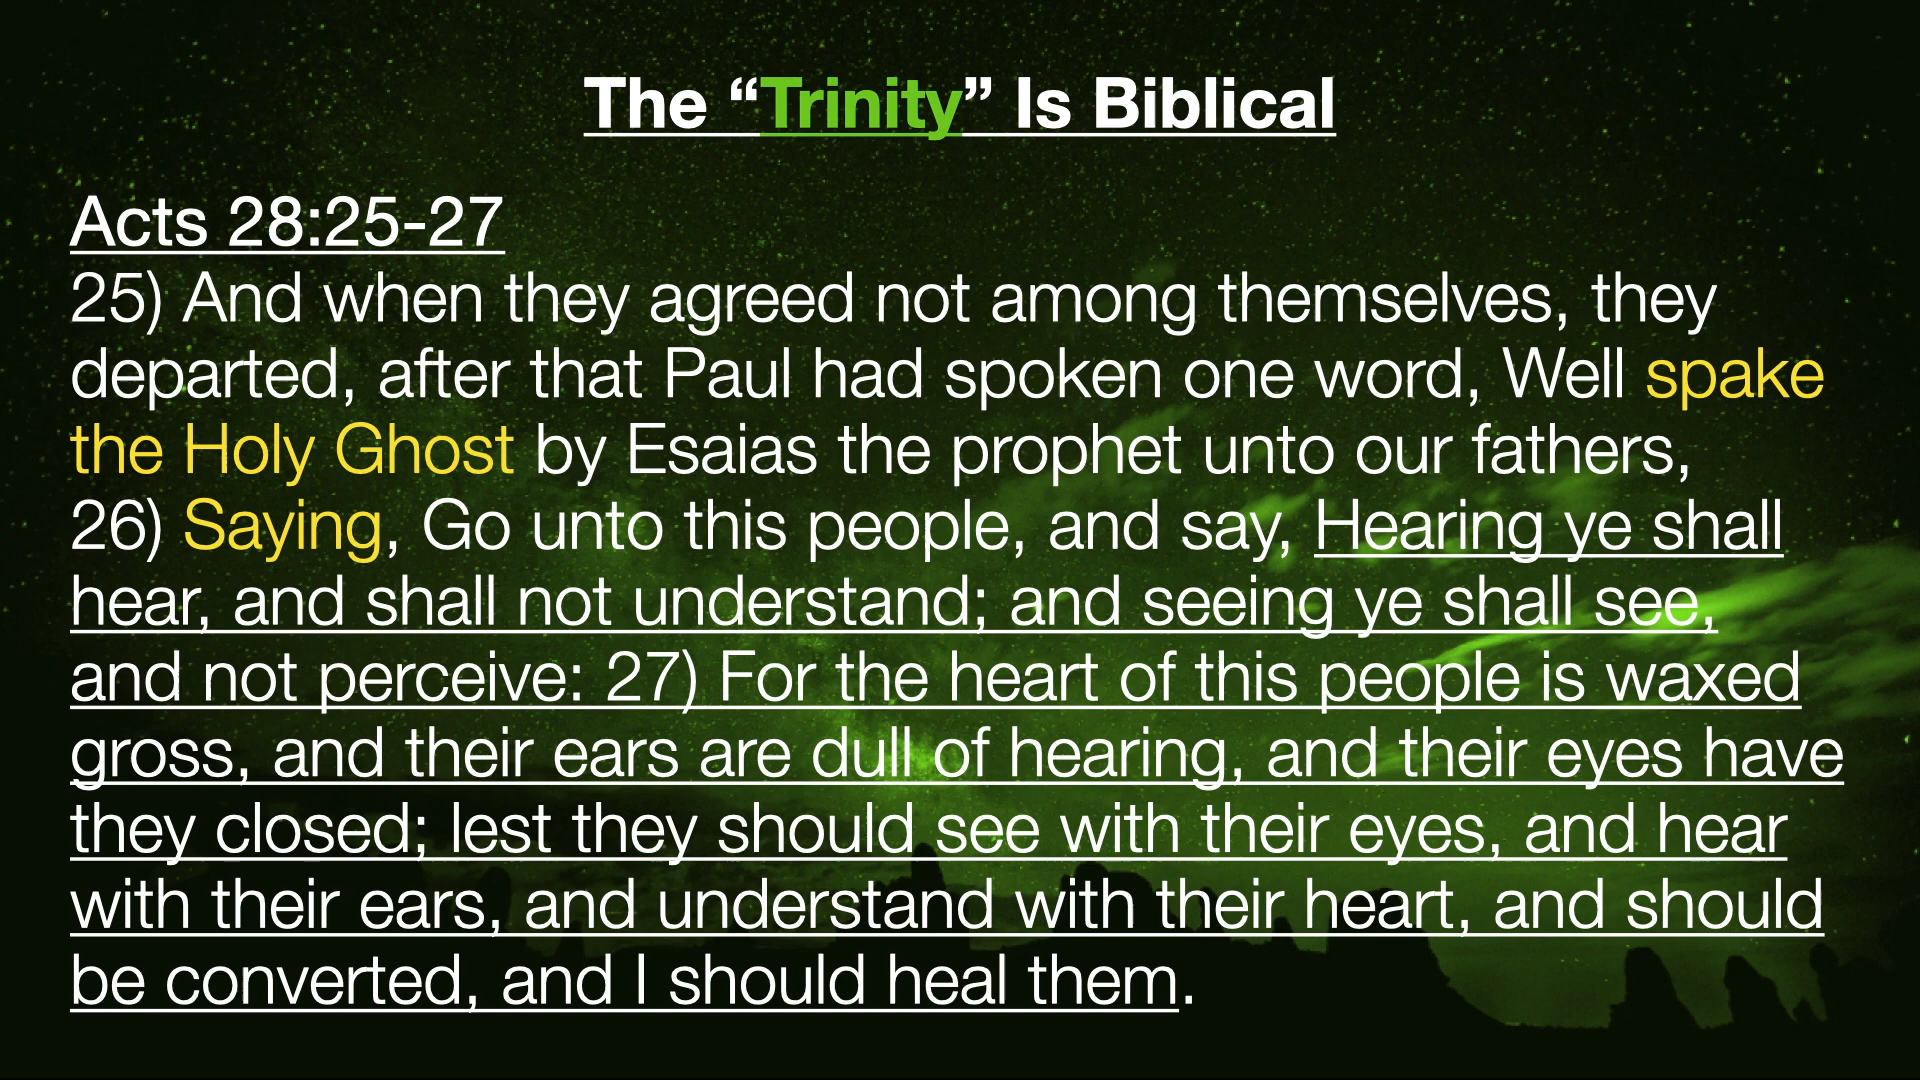 The “Trinity” Is Biblical
Acts 28:25-27
25) And when they agreed not among themselves, they
departed, after that Paul had spoken one word, Well spake
the Holy Ghost by Esaias the prophet unto our fathers,
26) Saying, Go unto this people, and say, Hearing ye shall
hear, and shall not understand; and seeing ye shall see,
and not perceive: 27) For the heart of this people is waxed
gross, and their ears are dull of hearing, and their eyes have
they closed; lest they should see with their eyes, and hear
with their ears, and understand with their heart, and should
be converted, and I should heal them.